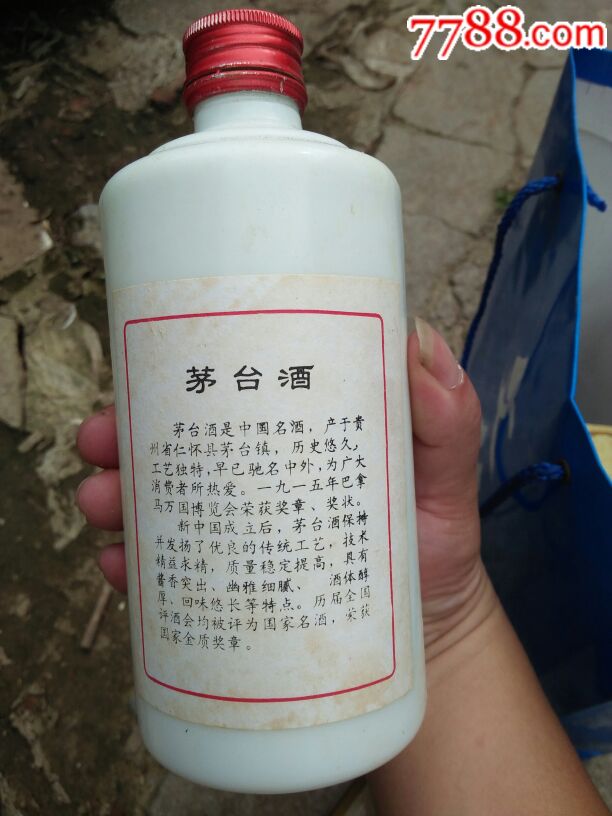 7788.com
茅台酒
茅台酒是中国名酒，产于贵
州省仁怀县茅台镇，历史悠久，
工艺独特，早已驰名中外，为广大
消费者所热爱。一九一五年巴拿
马万国博览会荣获奖章、奖状。
新中国成立后，茅台酒保持
并发扬了优良的传统工艺，技术
精益求精，质量稳定提高，具有
酱香突出、幽雅细腻、酒体醇
厚、回味悠长等特点。历届全国
评酒会均被评为国家名酒，荣获
国家金质奖章。